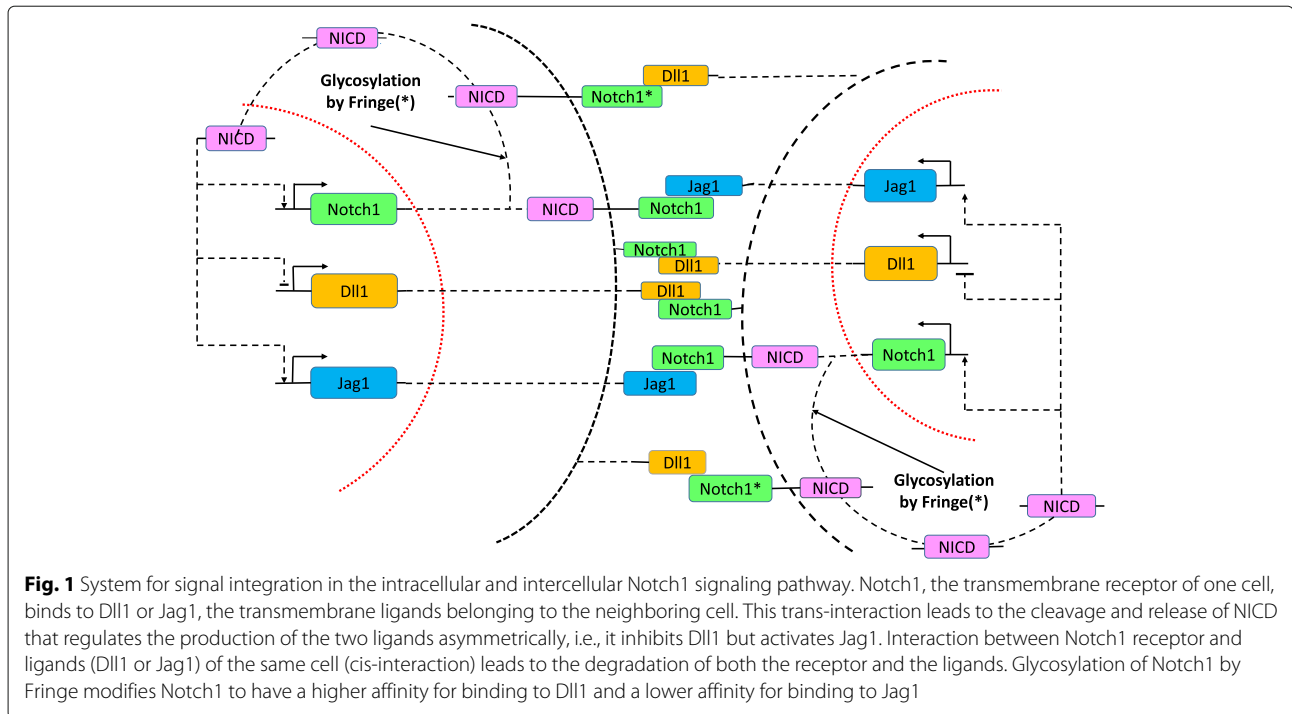 NICD
Glycosylation
by Fringe(*)
NICD
Dll1
Notch1*
NICD
Notch1
NICD
Jag1
Notch1
Jag1
Notch1
Dll1
Dll1
Dll1
Dll1
Notch1
Notch1
NICD
Notch1
Jag1
Jag1
Dll1
Notch1*
NICD
Glycosylation
by Fringe(*)
NICD
NICD
Fig. 1 System for signal integration in the intracellular and intercellular Notch1 signaling pathway. Notch1, the transmembrane receptor of one cell,
binds to Dll1 or Jag1, the transmembrane ligands belonging to the neighboring cell. This trans-interaction leads to the cleavage and release of NICD
that regulates the production of the two ligands asymmetrically, i.e., it inhibits Dll1 but activates Jag1. Interaction between Notch1 receptor and
ligands (Dll1 or Jag1) of the same cell (cis-interaction) leads to the degradation of both the receptor and the ligands. Glycosylation of Notch1 by
Fringe modifies Notch1 to have a higher affinity for binding to Dll1 and a lower affinity for binding to Jag1